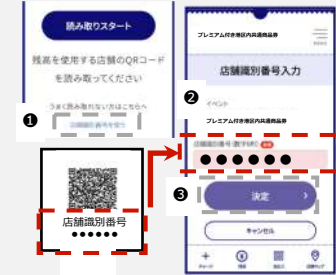 読み取りスタート
残高を使用する店舗のQRコード
を読み取ってください
うまく読み取れない方はこちらへ
❶
店舗識別番号
●●●●●●
プレミアム付き港区内共通商品券
店舗識別番号入力
❷
イベント
プレミアム付き港区内共通商品券
●●●●●●
❸
決定
キャンセル